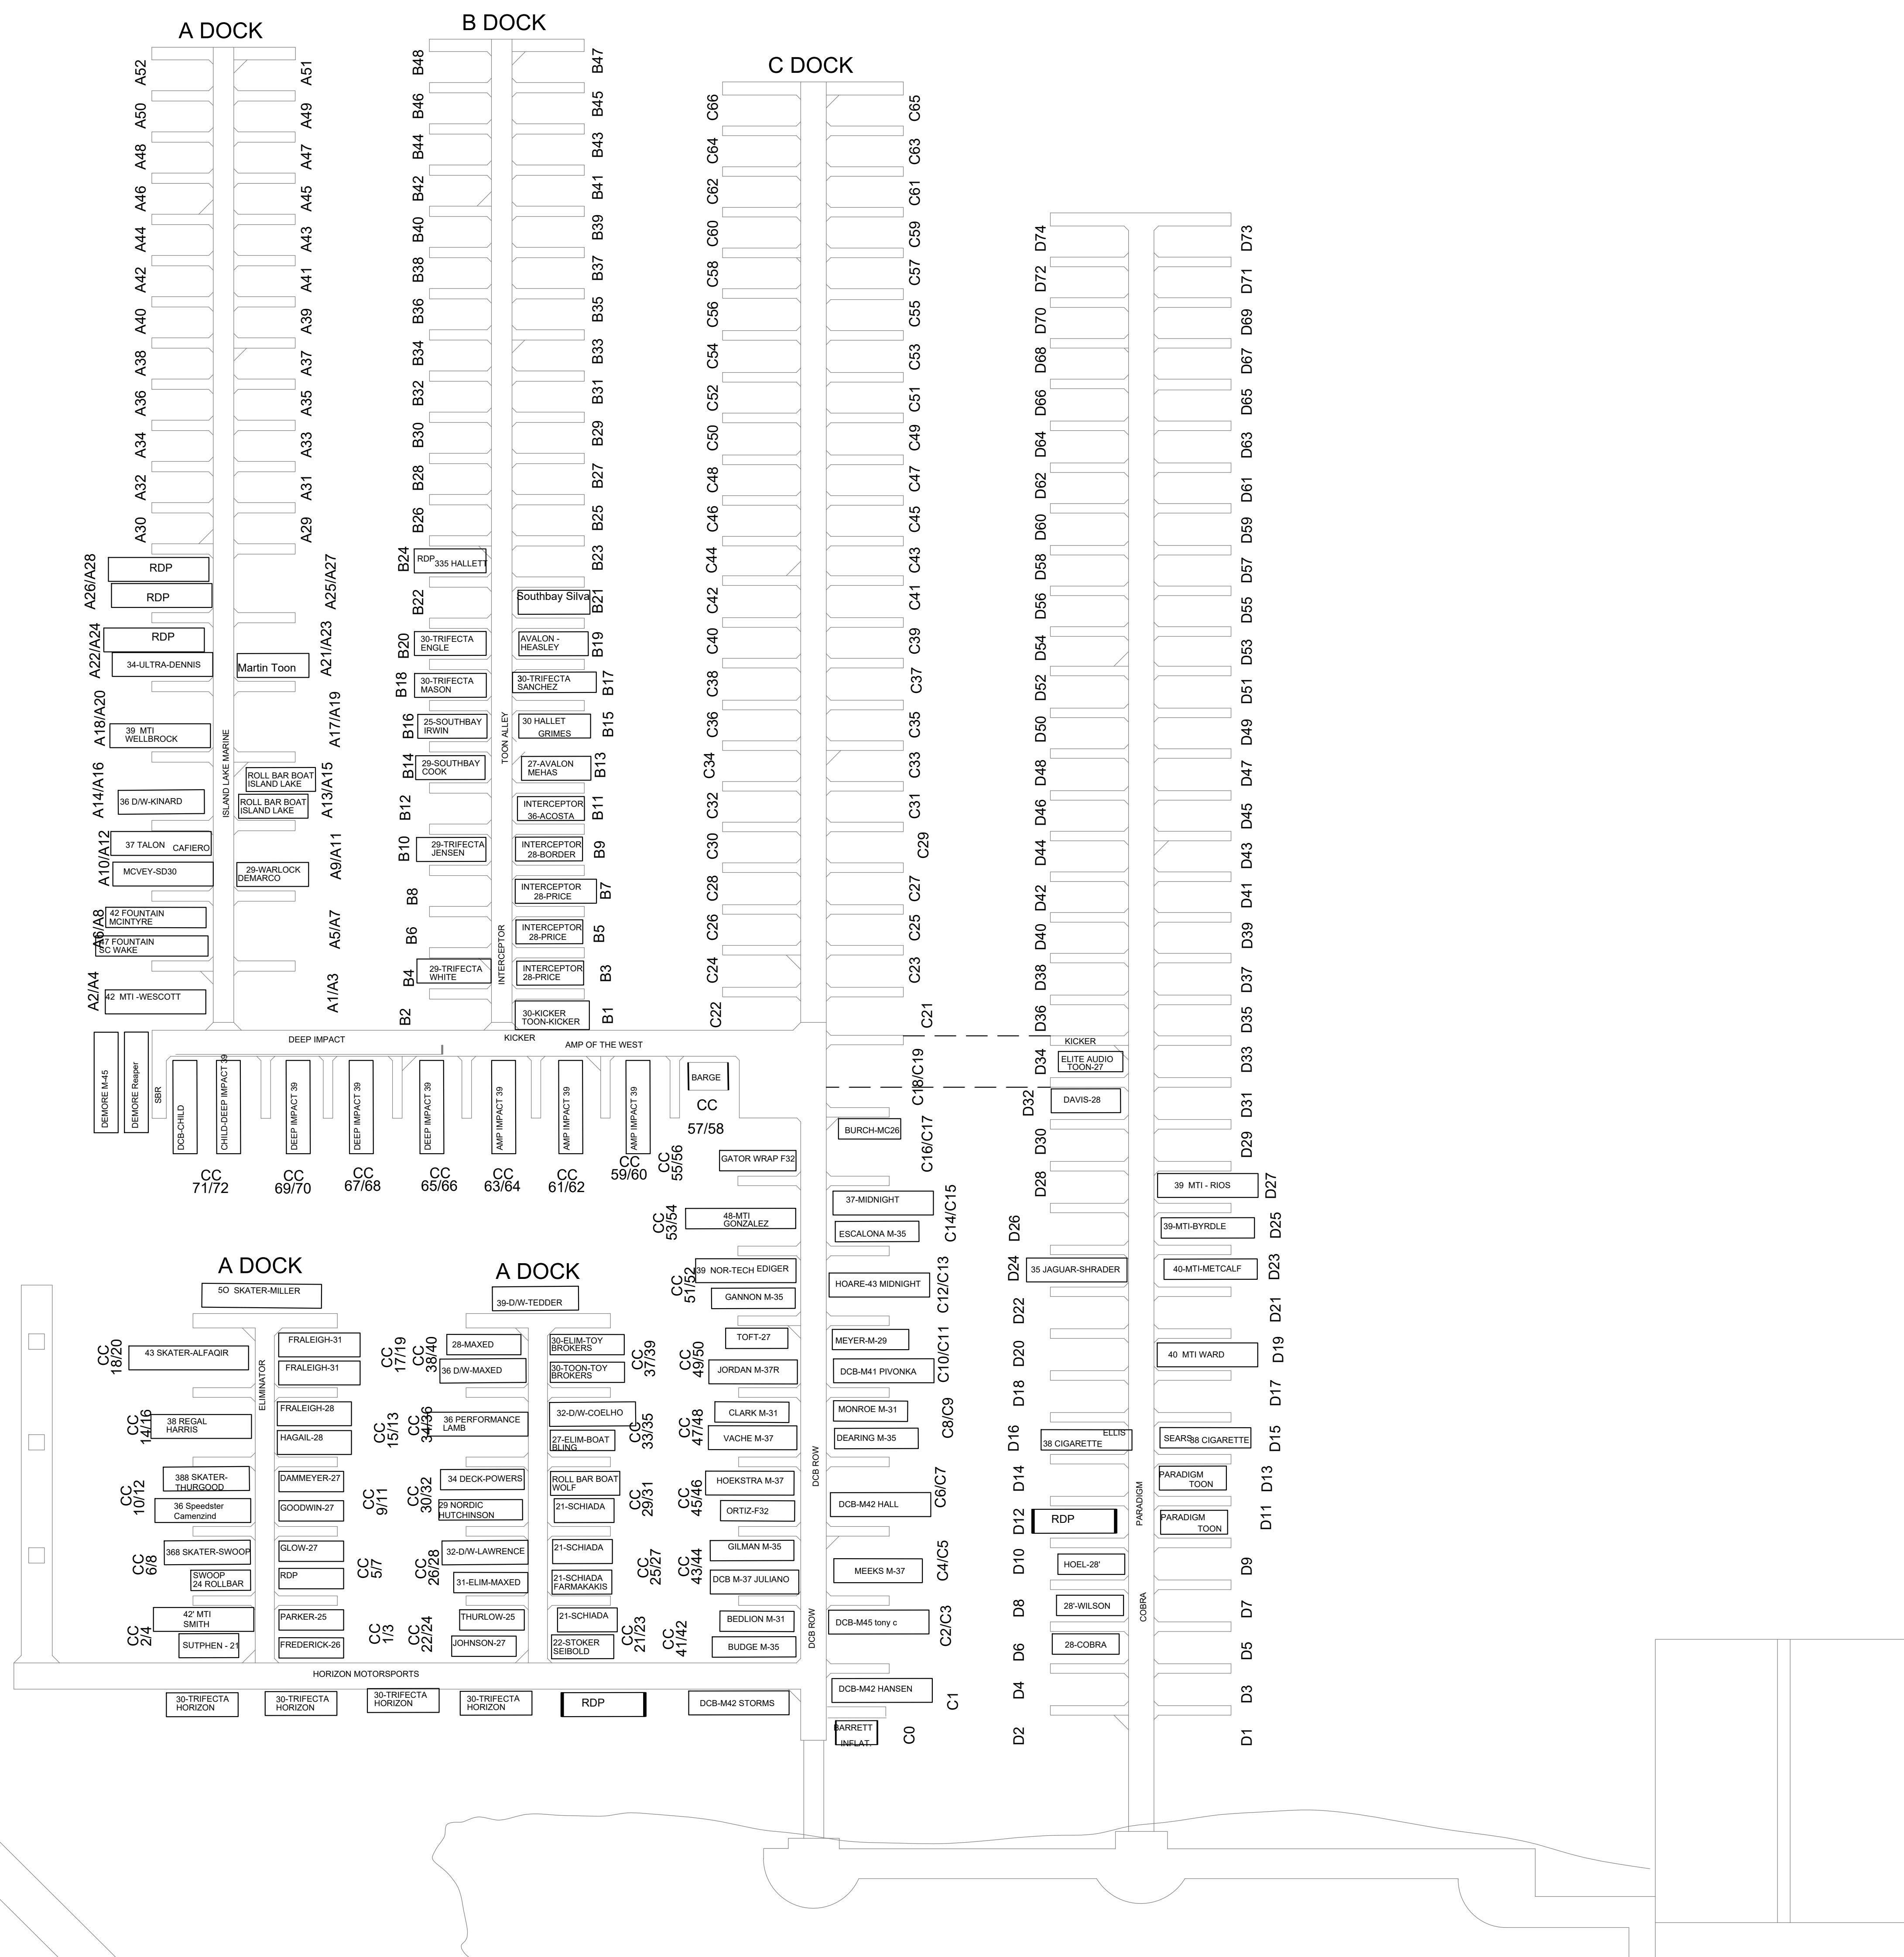 A DOCK
B DOCK
C DOCK
A52
A51
A50
A49
A48
A47
A46
A45
A44
A43
A42
A41
A40
A39
A38
A37
A36
A35
A34
A33
A32
A31
A30
A29
A26/A28
RDP
RDP
A25/A27
A22/A24
RDP
34-ULTRA-DENNIS
Martin Toon
A21/A23
A18/A20
39 MTI
WELLBROCK
A17/A19
ISLAND LAKE MARINE
A14/A16
36 D/W-KINARD
ROLL BAR BOAT
ISLAND LAKE
ROLL BAR BOAT
ISLAND LAKE
A13/A15
A10/A12
37 TALON CAFIERO
MCVEY-SD30
29-WARLOCK
DEMARCO
A9/A11
A6/A8
42 FOUNTAIN
MCINTYRE
47 FOUNTAIN
SC WAKE
A5/A7
A2/A4
42 MTI -WESCOTT
A1/A3
B48
B47
B46
B45
B44
B43
B42
B41
B40
B39
B38
B37
B36
B35
B34
B33
B32
B31
B30
B29
B28
B27
B26
B25
B24
RDP
335 HALLETT
B23
B22
Southbay Silva
B21
B20
30-TRIFECTA
ENGLE
AVALON -
HEASLEY
B19
B18
30-TRIFECTA
MASON
30-TRIFECTA
SANCHEZ
B17
B16
25-SOUTHBAY
IRWIN
TOON ALLEY
30 HALLET
GRIMES
B15
B14
29-SOUTHBAY
COOK
27-AVALON
MEHAS
B13
B12
INTERCEPTOR
36-ACOSTA
B11
B10
29-TRIFECTA
JENSEN
INTERCEPTOR
28-BORDER
B9
B8
INTERCEPTOR
28-PRICE
B7
B6
INTERCEPTOR
INTERCEPTOR
28-PRICE
B5
B4
29-TRIFECTA
WHITE
INTERCEPTOR
28-PRICE
B3
B2
30-KICKER
TOON-KICKER
B1
C66
C65
C64
C63
C62
C61
C60
C59
C58
C57
C56
C55
C54
C53
C52
C51
C50
C49
C48
C47
C46
C45
C44
C43
C42
C41
C40
C39
C38
C37
C36
C35
C34
C33
C32
C31
C30
C29
C28
C27
C26
C25
C24
C23
C22
C21
C18/C19
BURCH-MC26
C16/C17
37-MIDNIGHT
ESCALONA M-35
C14/C15
HOARE-43 MIDNIGHT
C12/C13
MEYER-M-29
DCB-M41 PIVONKA
C10/C11
MONROE M-31
DEARING M-35
C8/C9
DCB ROW
DCB-M42 HALL
C6/C7
MEEKS M-37
C4/C5
DCB ROW
DCB-M45 tony c
C2/C3
DCB-M42 HANSEN
C1
BARRETT
INFLAT.
C0
D74
D73
D72
D71
D70
D69
D68
D67
D66
D65
D64
D63
D62
D61
D60
D59
D58
D57
D56
D55
D54
D53
D52
D51
D50
D49
D48
D47
D46
D45
D44
D43
D42
D41
D40
D39
D38
D37
D36
D35
KICKER
D34
ELITE AUDIO
TOON-27
D33
D32
DAVIS-28
D31
D30
D29
D28
39 MTI - RIOS
D27
D26
39-MTI-BYRDLE
D25
D24
35 JAGUAR-SHRADER
40-MTI-METCALF
D23
D22
D21
D20
40 MTI WARD
D19
D18
D17
D16
ELLIS
38 CIGARETTE
SEARS 38 CIGARETTE
D15
D14
PARADIGM
TOON
D13
D12
RDP
PARADIGM
PARADIGM
TOON
D11
D10
HOEL-28'
D9
D8
28'-WILSON
COBRA
D7
D6
28-COBRA
D5
D4
D3
D2
D1
DEEP IMPACT
KICKER
AMP OF THE WEST
DEMORE M-45
DEMORE Reaper
SBR
DCB-CHILD
CHILD-DEEP IMPACT 39
DEEP IMPACT 39
DEEP IMPACT 39
DEEP IMPACT 39
AMP IMPACT 39
AMP IMPACT 39
AMP IMPACT 39
BARGE
CC
71/72
CC
69/70
CC
67/68
CC
65/66
CC
63/64
CC
61/62
CC
59/60
CC
57/58
CC
55/56
GATOR WRAP F32
CC
53/54
48-MTI
GONZALEZ
CC
51/52
39 NOR-TECH EDIGER
GANNON M-35
CC
49/50
TOFT-27
JORDAN M-37R
CC
47/48
CLARK M-31
VACHE M-37
CC
45/46
HOEKSTRA M-37
ORTIZ-F32
CC
43/44
GILMAN M-35
DCB M-37 JULIANO
CC
41/42
BEDLION M-31
BUDGE M-35
A DOCK
50 SKATER-MILLER
CC
18/20
43 SKATER-ALFAQIR
ELIMINATOR
FRALEIGH-31
FRALEIGH-31
CC
17/19
CC
14/16
38 REGAL
HARRIS
FRALEIGH-28
HAGAIL-28
CC
15/13
CC
10/12
388 SKATER-
THURGOOD
36 Speedster
Camenzind
DAMMEYER-27
GOODWIN-27
CC
9/11
CC
6/8
368 SKATER-SWOOP
SWOOP
24 ROLLBAR
GLOW-27
RDP
CC
5/7
CC
2/4
42' MTI
SMITH
SUTPHEN - 21
PARKER-25
FREDERICK-26
CC
1/3
A DOCK
39-D/W-TEDDER
CC
38/40
28-MAXED
36 D/W-MAXED
30-ELIM-TOY
BROKERS
30-TOON-TOY
BROKERS
CC
37/39
CC
34/36
36 PERFORMANCE
LAMB
32-D/W-COELHO
27-ELIM-BOAT
BLING
CC
33/35
CC
30/32
34 DECK-POWERS
29 NORDIC
HUTCHINSON
ROLL BAR BOAT
WOLF
21-SCHIADA
CC
29/31
CC
26/28
32-D/W-LAWRENCE
31-ELIM-MAXED
21-SCHIADA
21-SCHIADA
FARMAKAKIS
CC
25/27
CC
22/24
THURLOW-25
JOHNSON-27
21-SCHIADA
22-STOKER
SEIBOLD
CC
21/23
HORIZON MOTORSPORTS
30-TRIFECTA
HORIZON
30-TRIFECTA
HORIZON
30-TRIFECTA
HORIZON
30-TRIFECTA
HORIZON
RDP
DCB-M42 STORMS